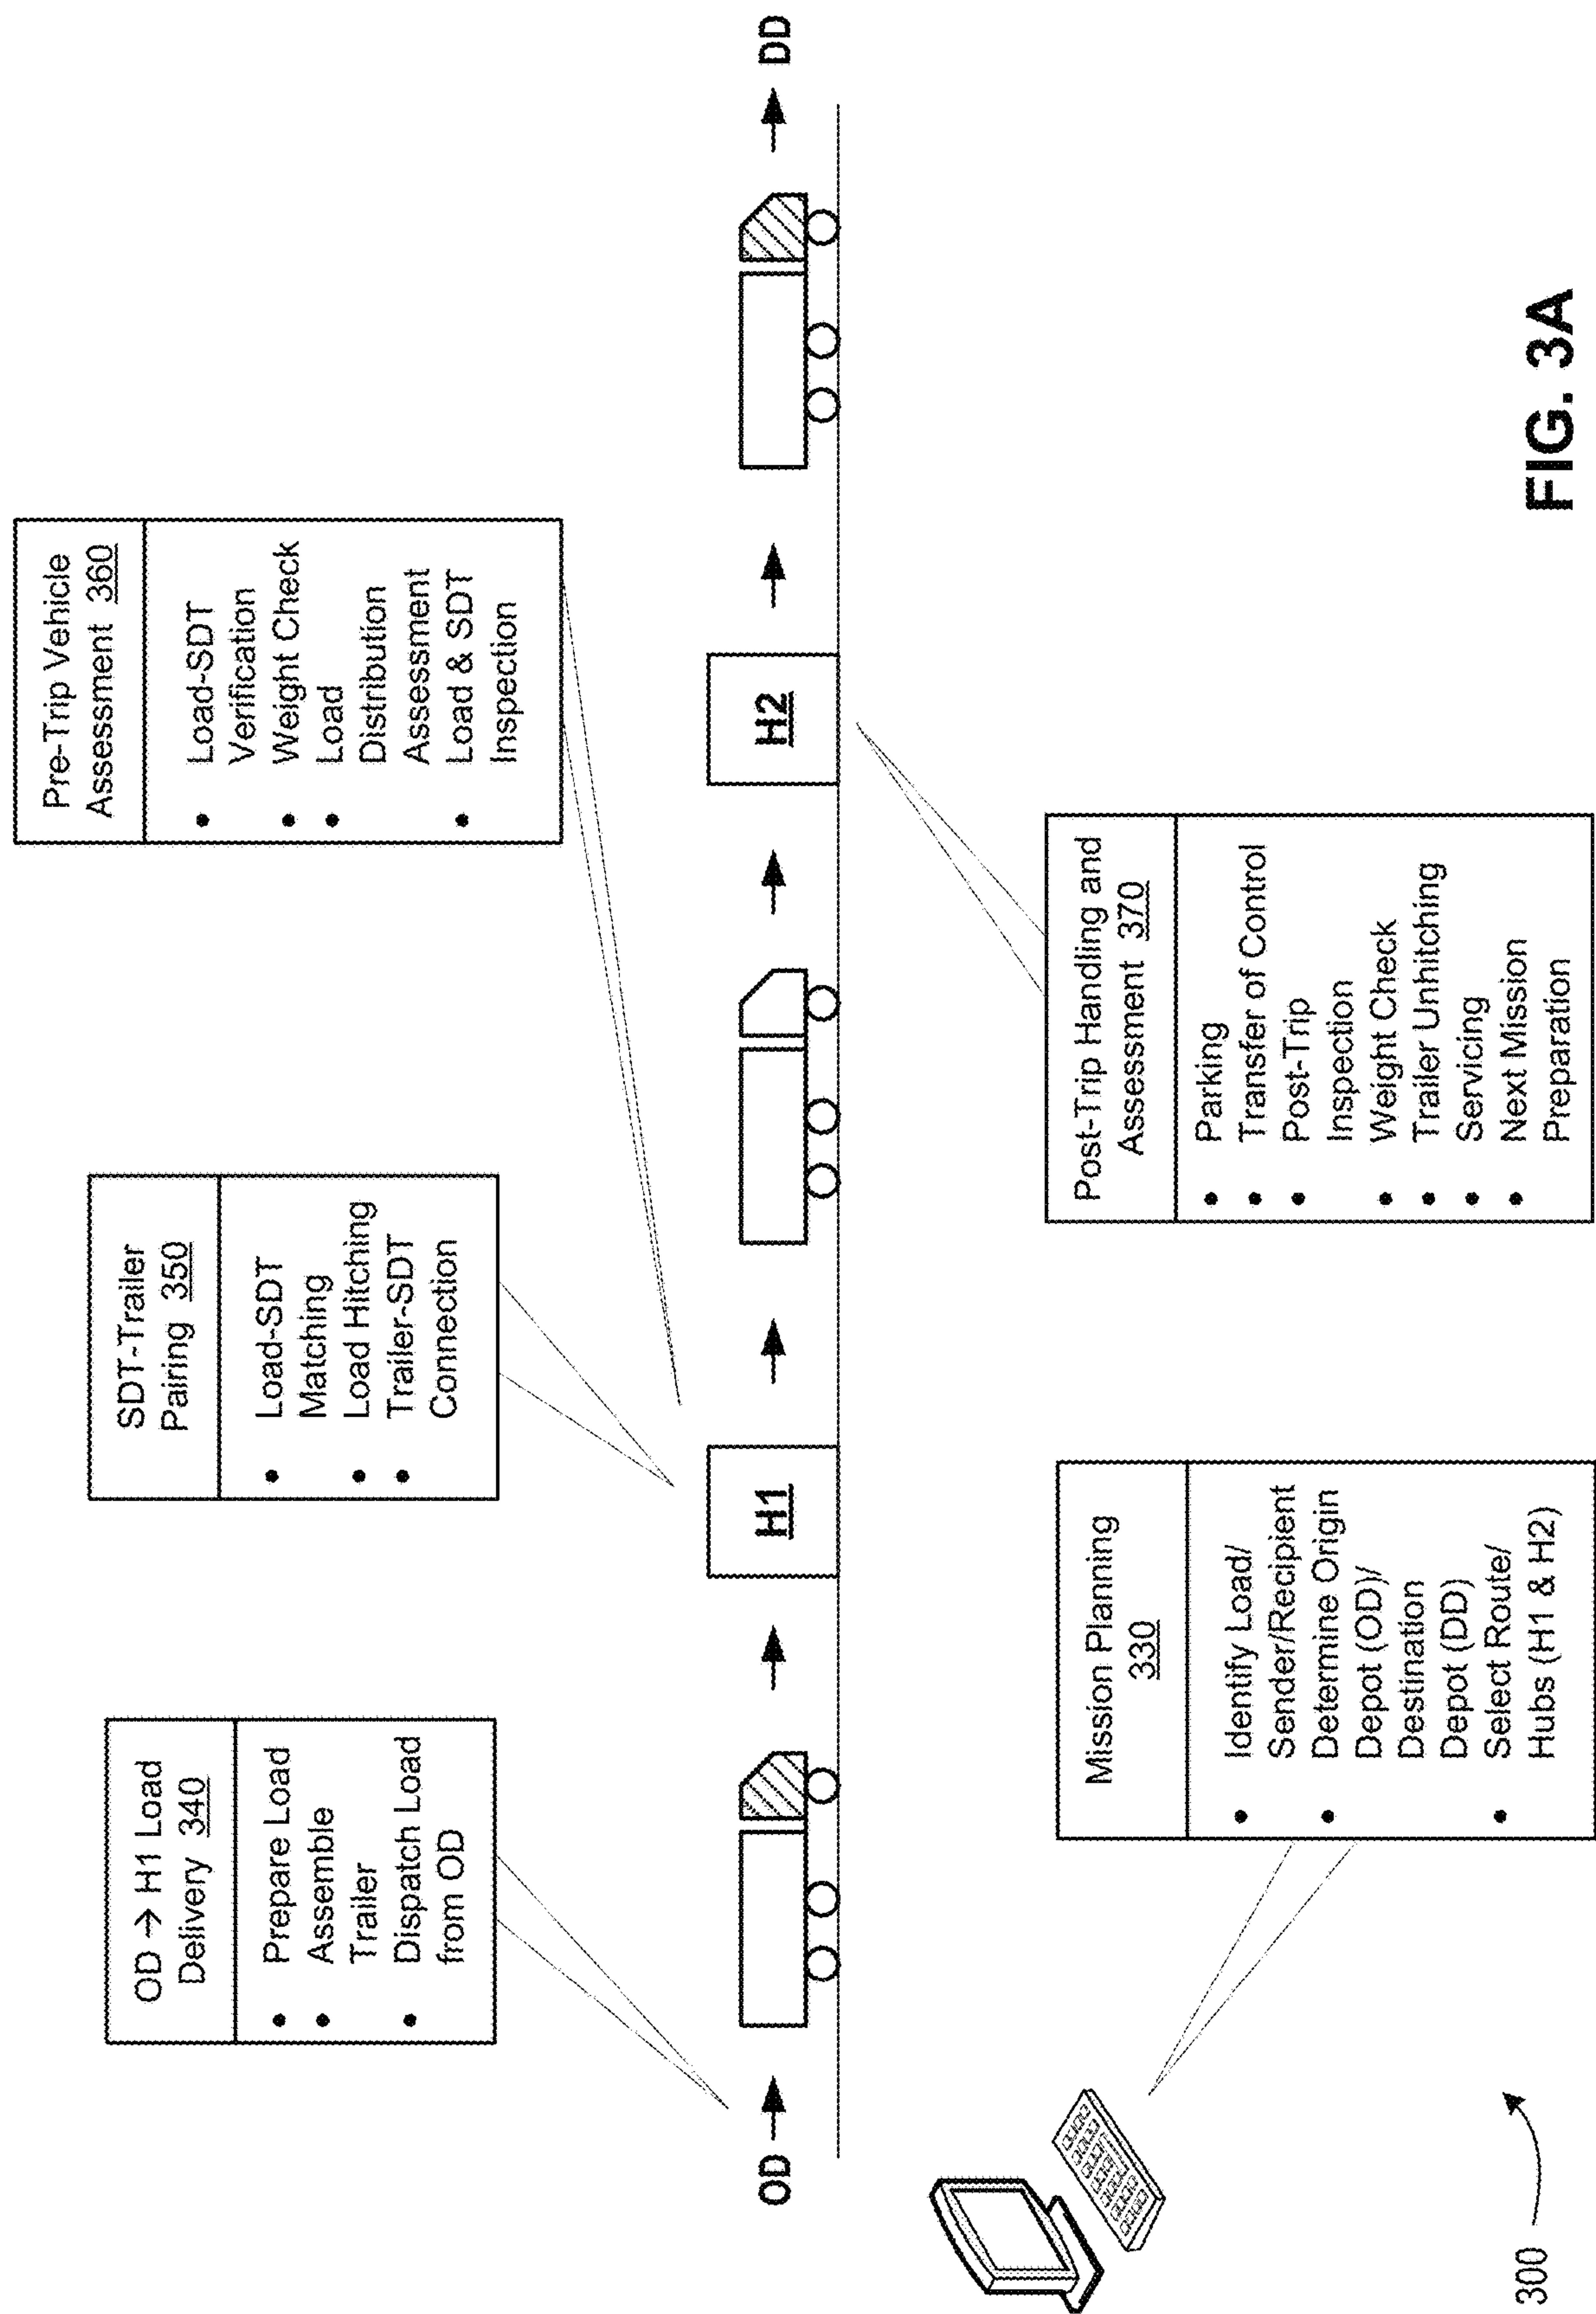 OD → H1 Load
Delivery 340
• Prepare Load
• Assemble
Trailer
• Dispatch Load
from OD
SDT-Trailer
Pairing 350
• Load-SDT
Matching
• Load Hitching
• Trailer-SDT
Connection
Pre-Trip Vehicle
Assessment 360
• Load-SDT
Verification
• Weight Check
• Load
Distribution
Assessment
• Load & SDT
Inspection
OD
H1
H2
DD
Mission Planning
330
• Identify Load/
Sender/Recipient
• Determine Origin
Depot (OD)/
Destination
Depot (DD)
• Select Route/
Hubs (H1 & H2)
Post-Trip Handling and
Assessment 370
• Parking
• Transfer of Control
• Post-Trip
Inspection
• Weight Check
• Trailer Unhitching
• Servicing
• Next Mission
Preparation
300
FIG. 3A